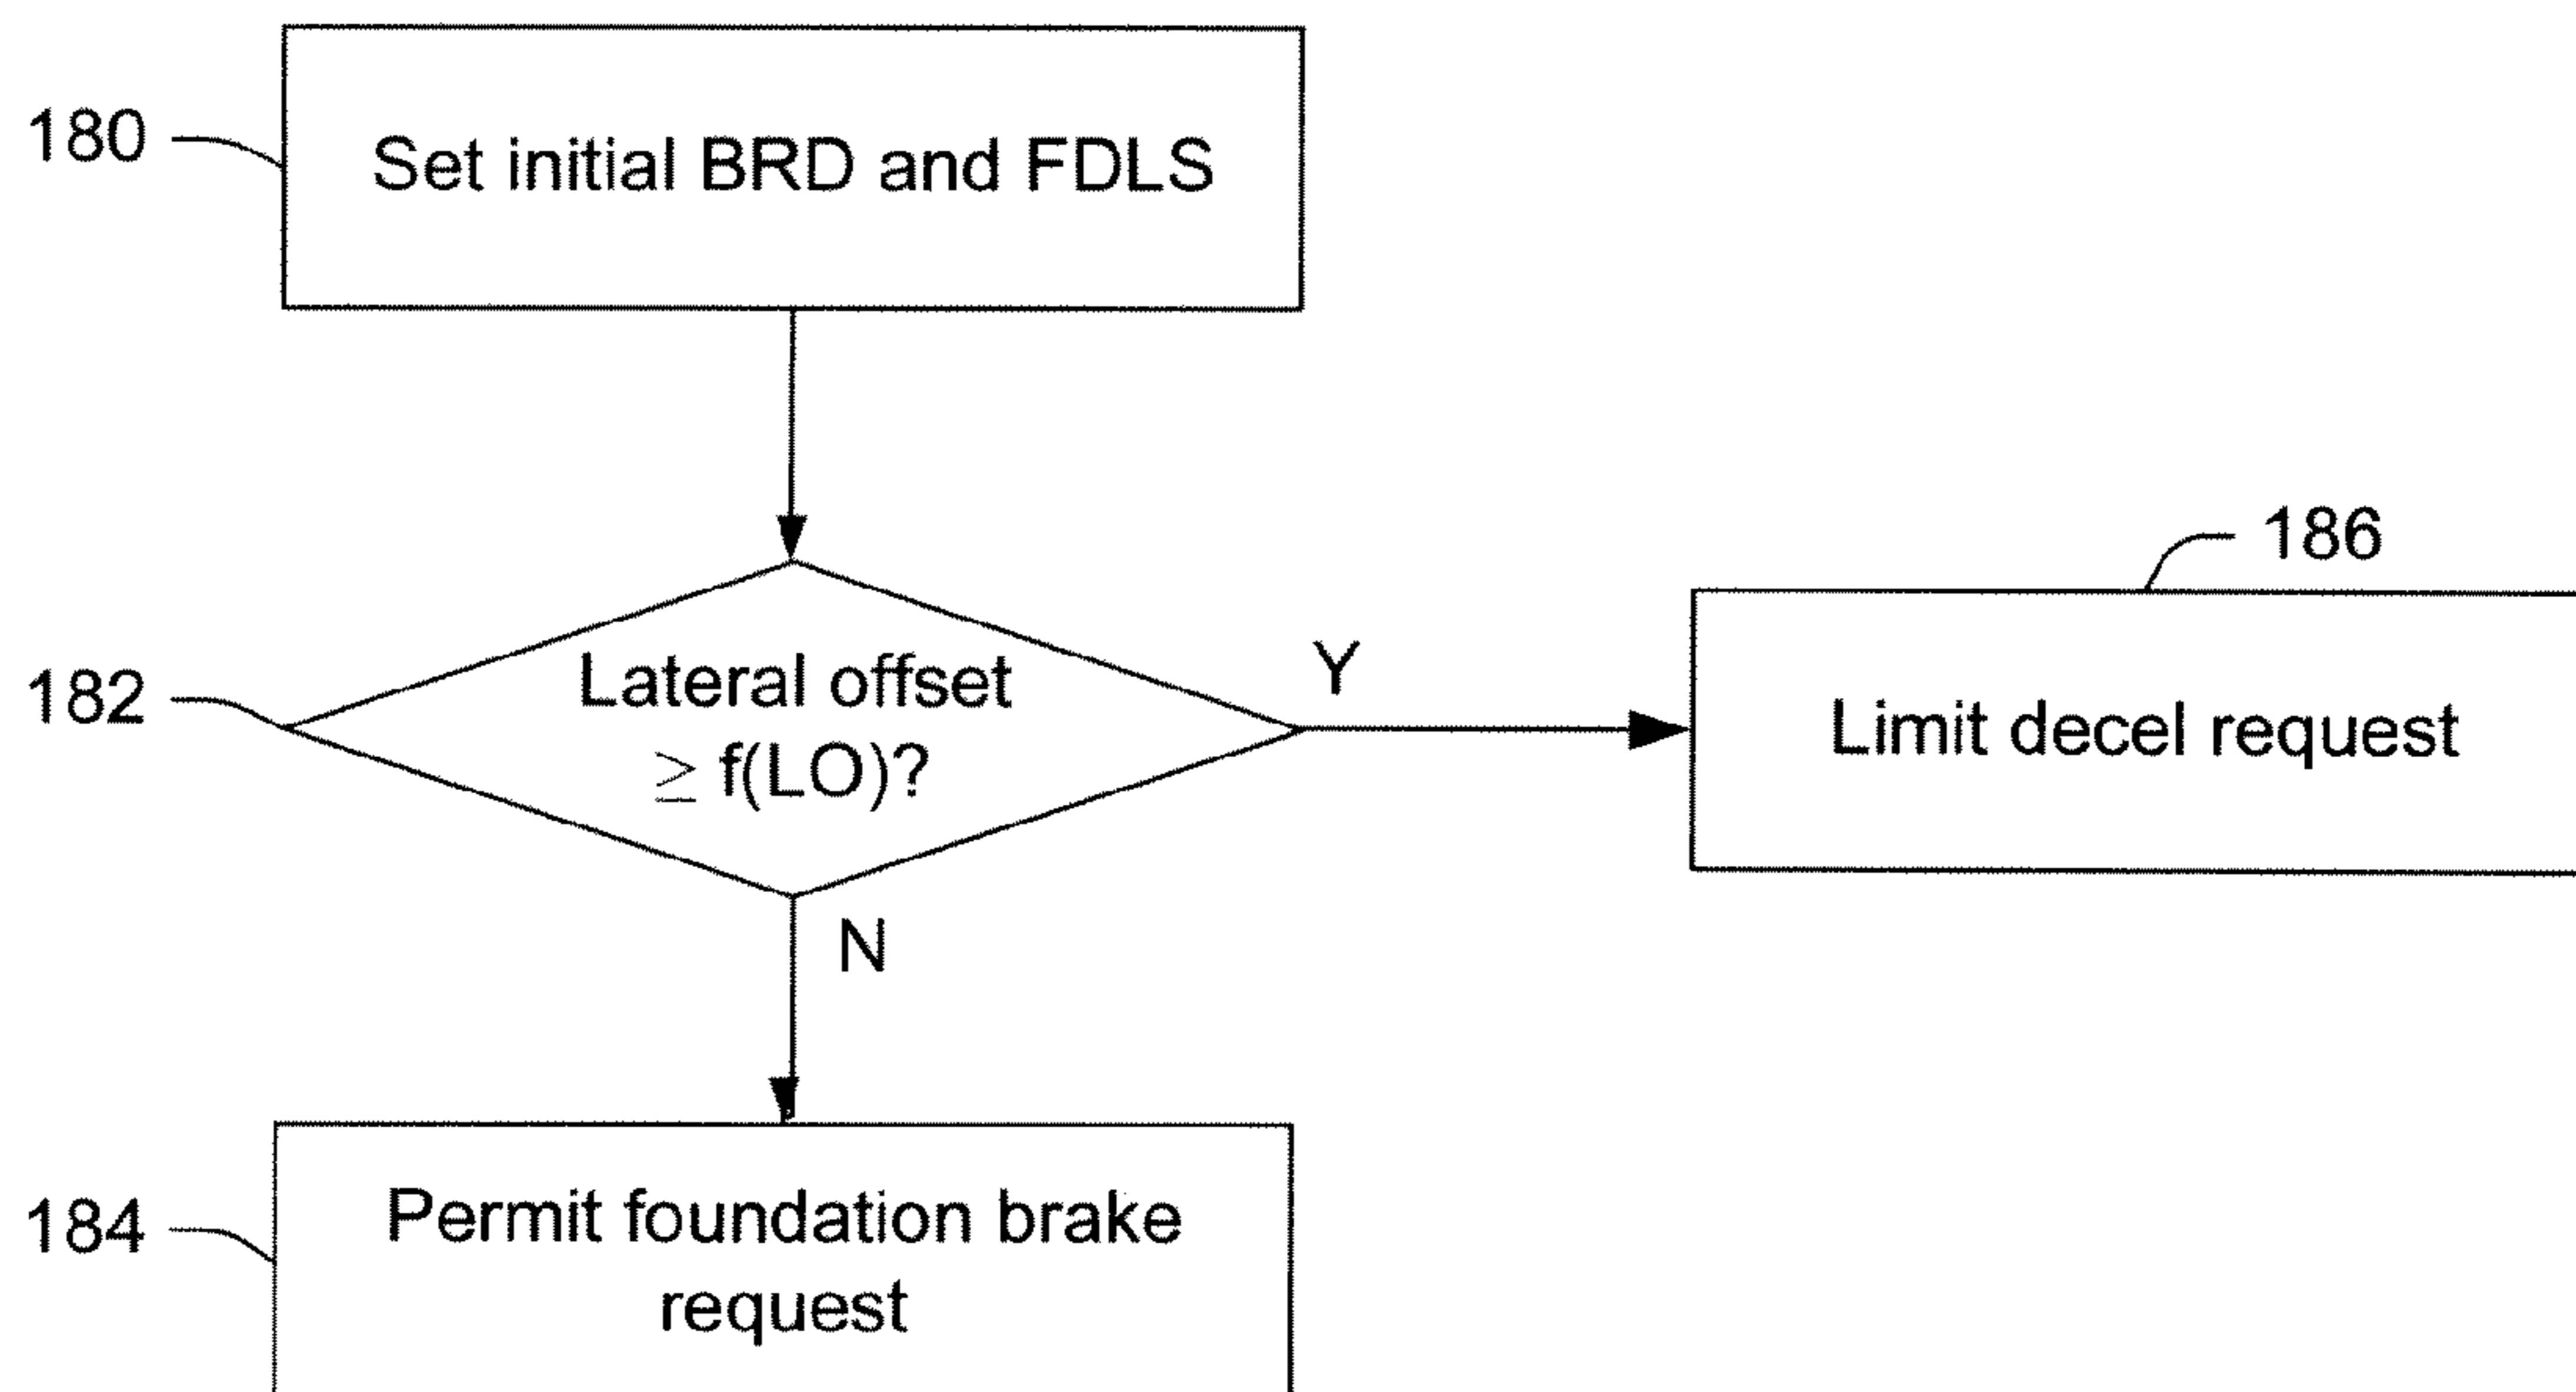 180
Set initial BRD and FDLS
186
182
Lateral offset
≥ f(LO)?
Y
Limit decel request
N
184
Permit foundation brake
request